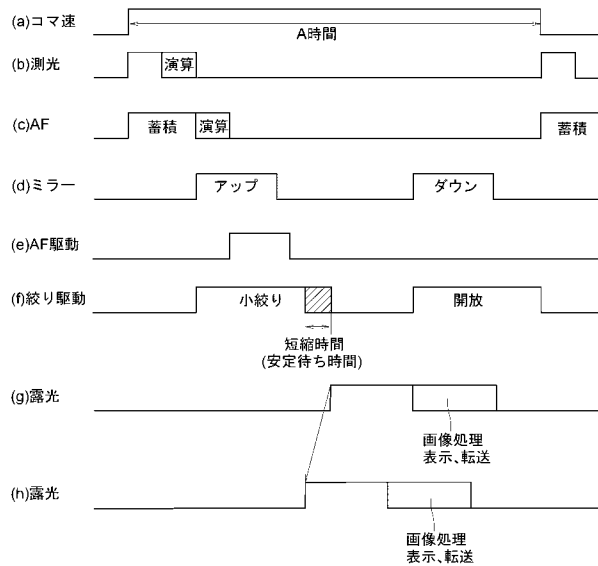 (a)コマ速
A時間
(b)測光
演算
(c)AF
蓄積
演算
蓄積
(d)ミラー
アップ
ダウン
(e)AF駆動
(f)絞り駆動
小絞り
開放
短縮時間
(安定待ち時間)
(g)露光
画像処理
表示、転送
(h)露光
画像処理
表示、転送